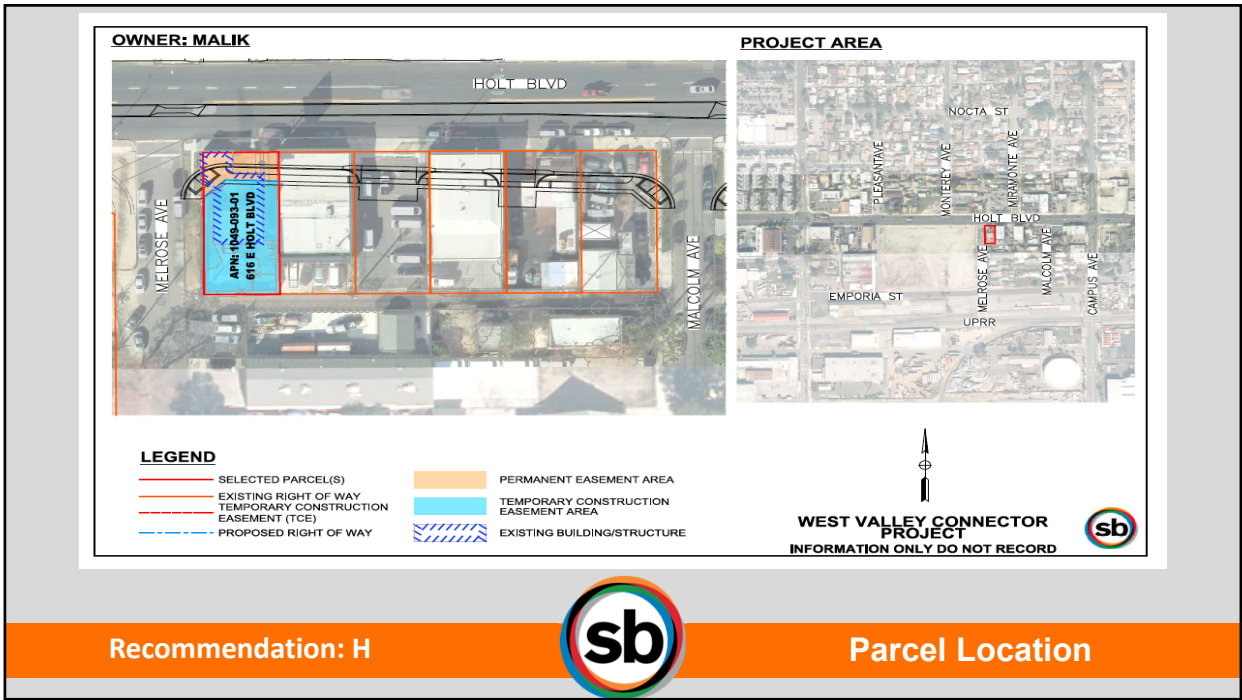 OWNER: MALIK
HOLT BLVD
MELROSE AVE
APN: 1049-093-01
616 E HOLT BLVD
MALCOLM AVE
PROJECT AREA
NOCTA ST
PLEASANTAVE
MONTEREY AVE
MIRAMONTE AVE
HOLT BLVD
MELROSE AVE
MALCOLM AVE
CAMPUS AVE
EMPORIA ST
UPRR
LEGEND
SELECTED PARCEL(S)
EXISTING RIGHT OF WAY
TEMPORARY CONSTRUCTION
EASEMENT (TCE)
PROPOSED RIGHT OF WAY
PERMANENT EASEMENT AREA
TEMPORARY CONSTRUCTION
EASEMENT AREA
EXISTING BUILDING/STRUCTURE
WEST VALLEY CONNECTOR
PROJECT
INFORMATION ONLY DO NOT RECORD
sb
Recommendation: H
sb
Parcel Location